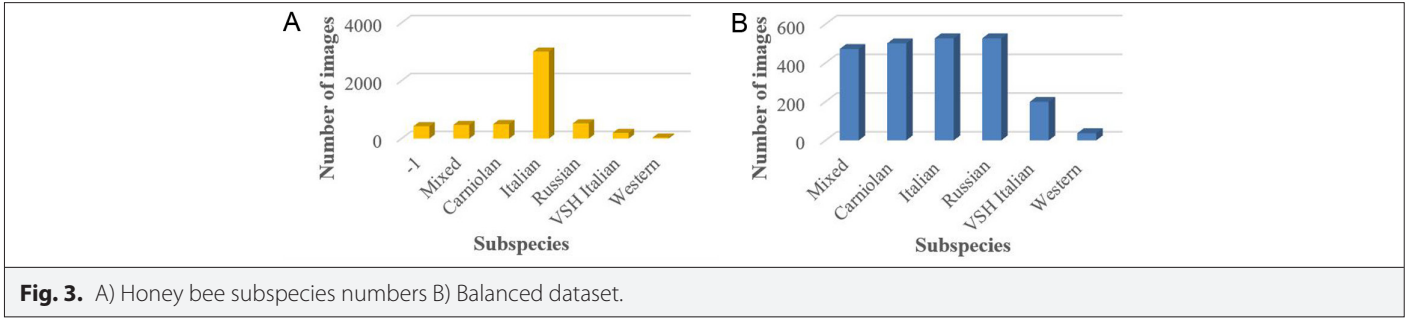 A
Number of images
4000
2000
0
-1
Mixed
Carniolan
Italian
Russian
VSH Italian
Western
Subspecies
B
Number of images
600
400
200
0
Mixed
Carniolan
Italian
Russian
VSH Italian
Western
Subspecies
Fig. 3. A) Honey bee subspecies numbers B) Balanced dataset.